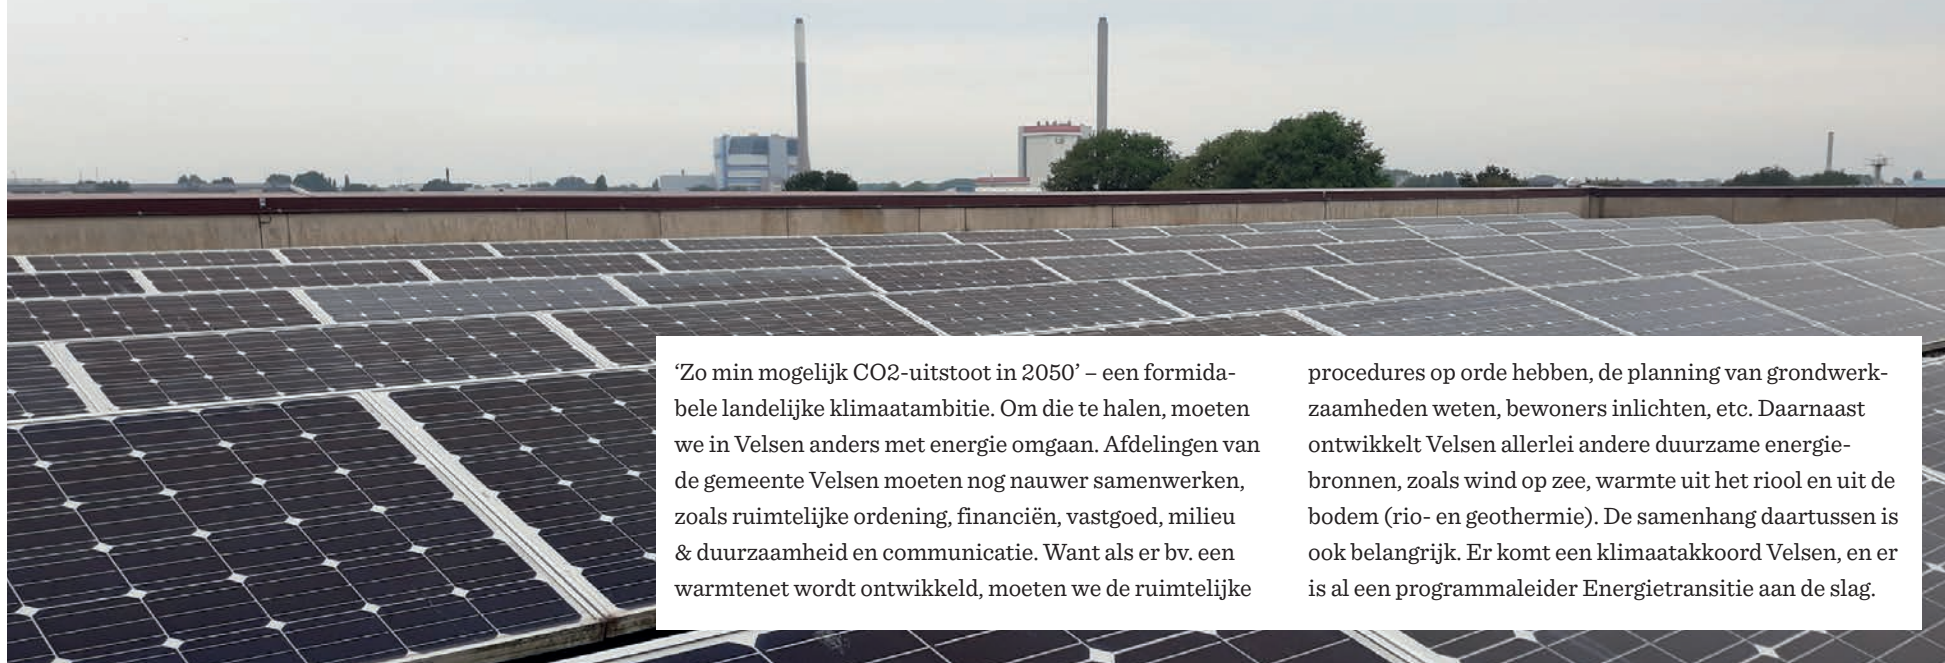 ‘Zo min mogelijk CO2-uitstoot in 2050’ – een formida-
bele landelijke klimaatambitie. Om die te halen, moeten
we in Velsen anders met energie omgaan. Afdelingen van
de gemeente Velsen moeten nog nauwer samenwerken,
zoals ruimtelijke ordening, financiën, vastgoed, milieu
& duurzaamheid en communicatie. Want als er bv. een
warmtenet wordt ontwikkeld, moeten we de ruimtelijke
procedures op orde hebben, de planning van grondwerk-
zaamheden weten, bewoners inlichten, etc. Daarnaast
ontwikkelt Velsen allerlei andere duurzame energie-
bronnen, zoals wind op zee, warmte uit het riool en uit de
bodem (rio- en geothermie). De samenhang daartussen is
ook belangrijk. Er komt een klimaatakkoord Velsen, en er
is al een programmaleider Energietransitie aan de slag.